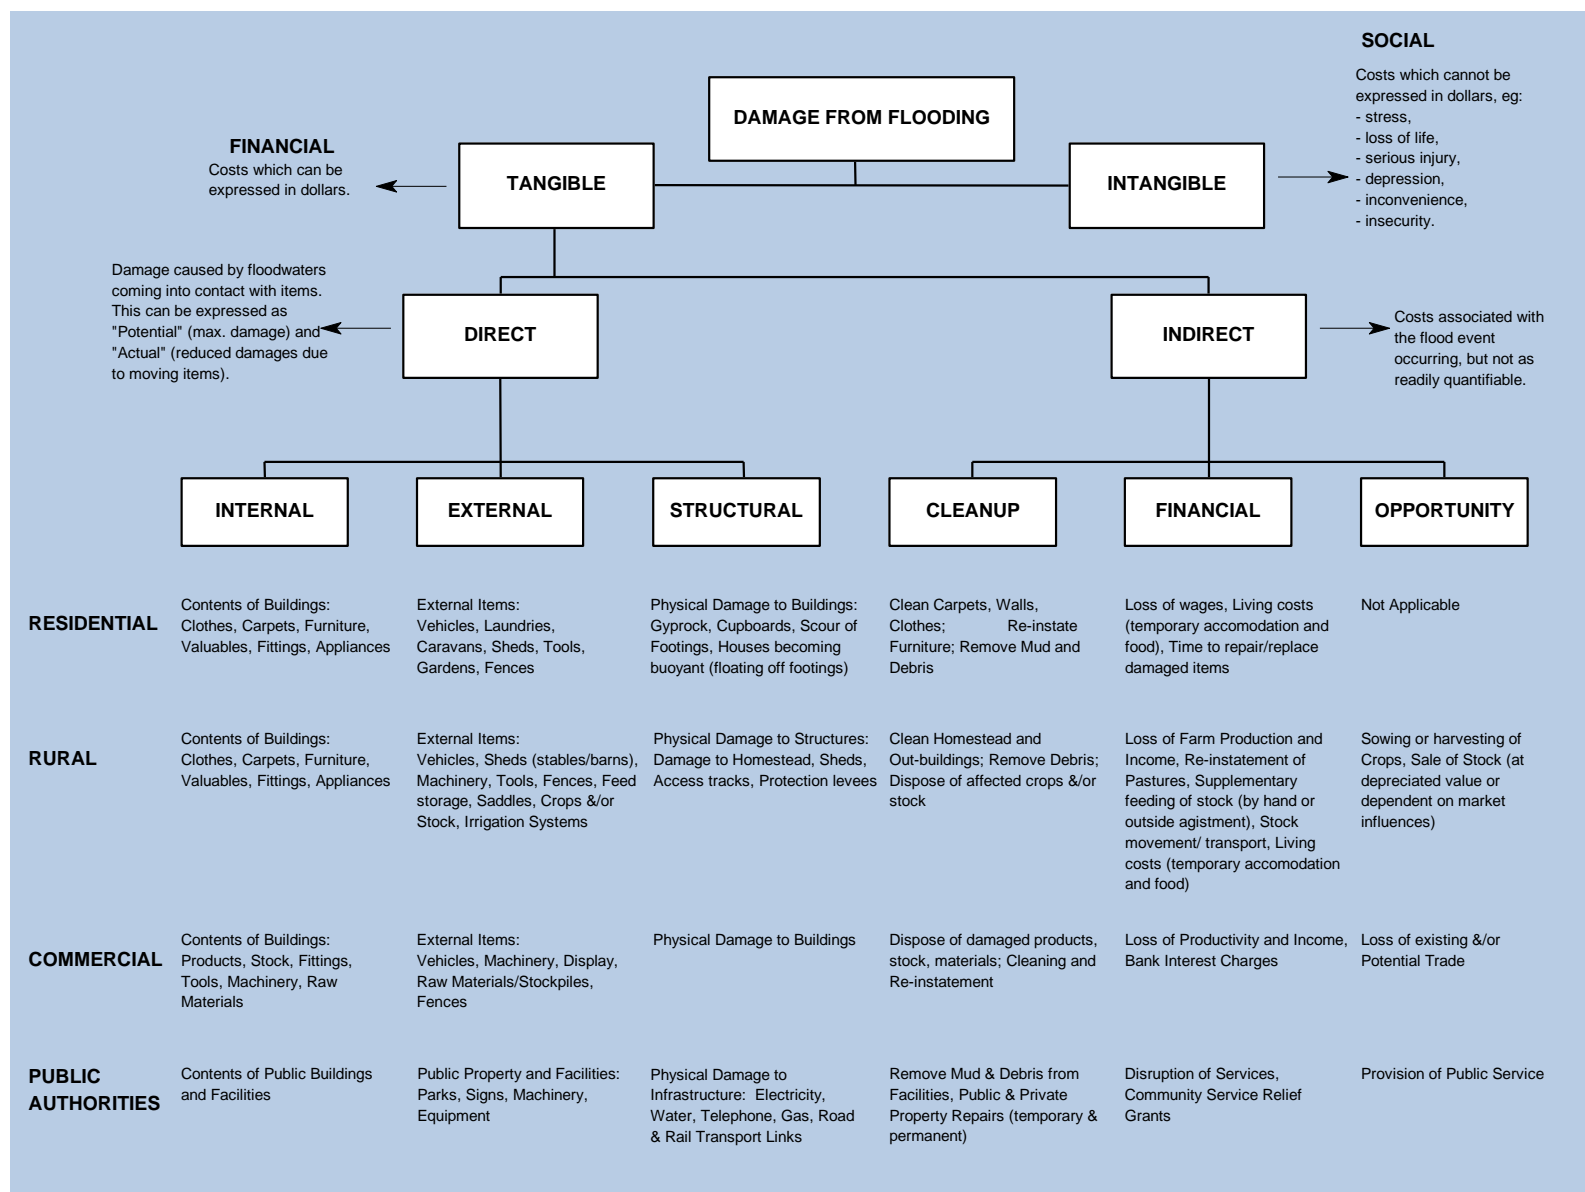 SOCIAL
Costs which cannot be
expressed in dollars, eg:
- stress,
- loss of life,
- serious injury,
- depression,
- inconvenience,
- insecurity.
DAMAGE FROM FLOODING
FINANCIAL
Costs which can be
expressed in dollars.
TANGIBLE
INTANGIBLE
Damage caused by floodwaters
coming into contact with items.
This can be expressed as
"Potential" (max. damage) and
"Actual" (reduced damages due
to moving items).
DIRECT
INDIRECT
Costs associated with
the flood event
occurring, but not as
readily quantifiable.
INTERNAL
EXTERNAL
STRUCTURAL
CLEANUP
FINANCIAL
OPPORTUNITY
RESIDENTIAL
Contents of Buildings:
Clothes, Carpets, Furniture,
Valuables, Fittings, Appliances
External Items:
Vehicles, Laundries,
Caravans, Sheds, Tools,
Gardens, Fences
Physical Damage to Buildings:
Gyprock, Cupboards, Scour of
Footings, Houses becoming
buoyant (floating off footings)
Clean Carpets, Walls,
Clothes; Re-instate
Furniture; Remove Mud and
Debris
Loss of wages, Living costs
(temporary accomodation and
food), Time to repair/replace
damaged items
Not Applicable
RURAL
Contents of Buildings:
Clothes, Carpets, Furniture,
Valuables, Fittings, Appliances
External Items:
Vehicles, Sheds (stables/barns),
Machinery, Tools, Fences, Feed
storage, Saddles, Crops &/or
Stock, Irrigation Systems
Physical Damage to Structures:
Damage to Homestead, Sheds,
Access tracks, Protection levees
Clean Homestead and
Out-buildings; Remove Debris;
Dispose of affected crops &/or
stock
Loss of Farm Production and
Income, Re-instatement of
Pastures, Supplementary
feeding of stock (by hand or
outside agistment), Stock
movement/ transport, Living
costs (temporary accomodation
and food)
Sowing or harvesting of
Crops, Sale of Stock (at
depreciated value or
dependent on market
influences)
COMMERCIAL
Contents of Buildings:
Products, Stock, Fittings,
Tools, Machinery, Raw
Materials
External Items:
Vehicles, Machinery, Display,
Raw Materials/Stockpiles,
Fences
Physical Damage to Buildings
Dispose of damaged products,
stock, materials; Cleaning and
Re-instatement
Loss of Productivity and Income,
Bank Interest Charges
Loss of existing &/or
Potential Trade
PUBLIC
AUTHORITIES
Contents of Public Buildings
and Facilities
Public Property and Facilities:
Parks, Signs, Machinery,
Equipment
Physical Damage to
Infrastructure: Electricity,
Water, Telephone, Gas, Road
& Rail Transport Links
Remove Mud & Debris from
Facilities, Public & Private
Property Repairs (temporary &
permanent)
Disruption of Services,
Community Service Relief
Grants
Provision of Public Service